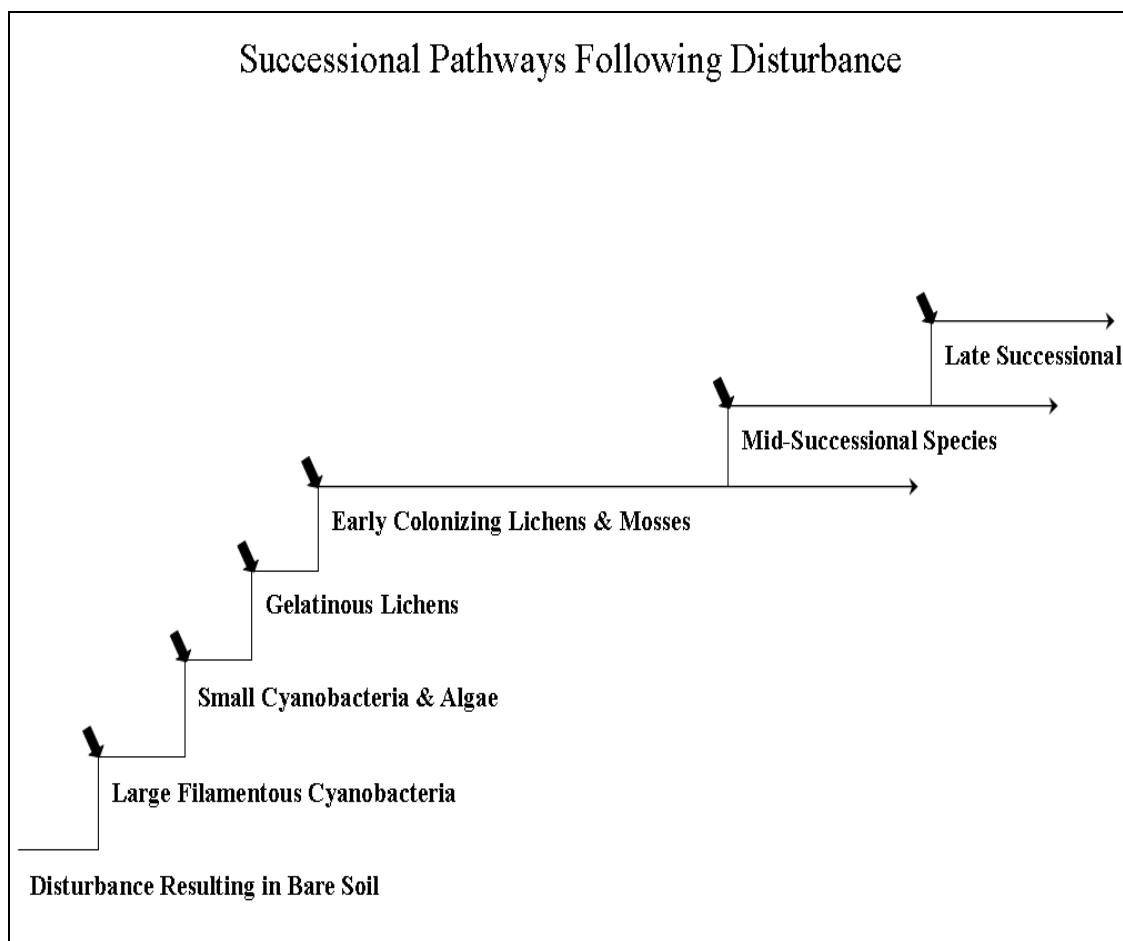 Successional Pathways Following Disturbance
Late Successional
Mid-Successional Species
Early Colonizing Lichens & Mosses
Gelatinous Lichens
Small Cyanobacteria & Algae
Large Filamentous Cyanobacteria
Disturbance Resulting in Bare Soil